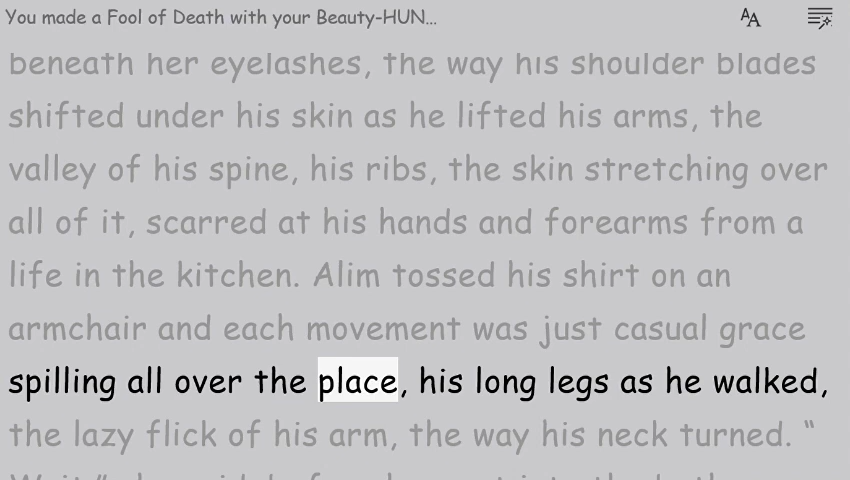 You made a Fool of Death with your Beauty-HUN...
AA
beneath her eyelashes, the way his shoulder blades
shifted under his skin as he lifted his arms, the
valley of his spine, his ribs, the skin stretching over
all of it, scarred at his hands and forearms from a
life in the kitchen. Alim tossed his shirt on an
armchair and each movement was just casual grace
spilling all over the place, his long legs as he walked,
the lazy flick of his arm, the way his neck turned. “